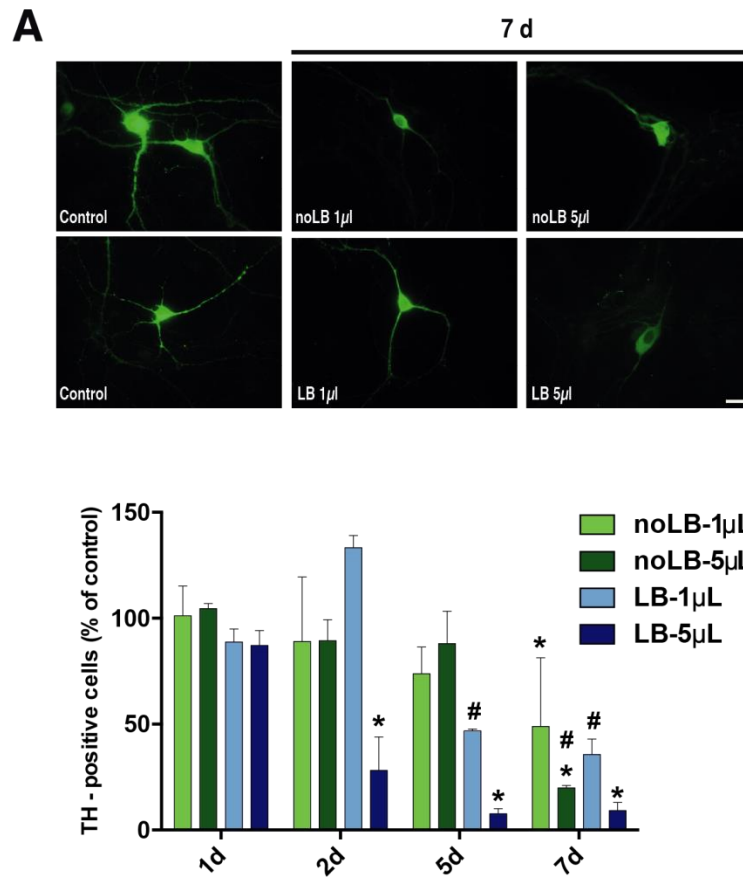 A
7 d
Control
noLB 1µl
noLB 5µl
Control
LB 1µl
LB 5µl
TH - positive cells (% of control)
150
100
50
0
1d
2d
5d
7d
*
*
#
*
#
*
#
*
noLB-1µL
noLB-5µL
LB-1µL
LB-5µL